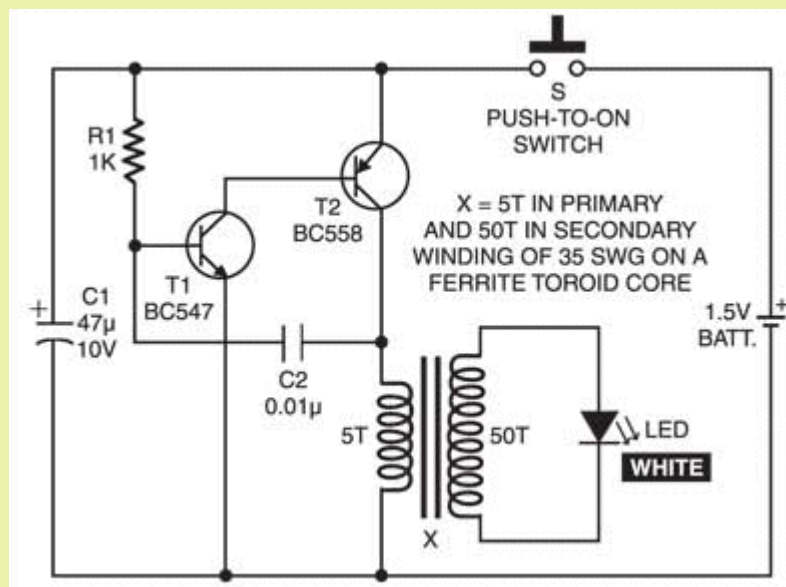 S
PUSH-TO-ON
SWITCH
R1
1K
T2
BC558
X = 5T IN PRIMARY
AND 50T IN SECONDARY
WINDING OF 35 SWG ON A
FERRITE TOROID CORE
T1
BC547
+
C1
47µ
10V
1.5V
+
BATT.
C2
0.01µ
5T
50T
LED
WHITE
X